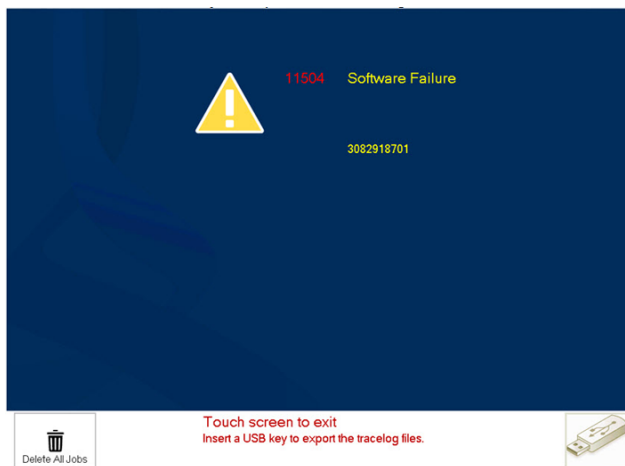 11504 Software Failure
3082918701
Touch screen to exit
Insert a USB key to export the tracelog files.
Delete All Jobs